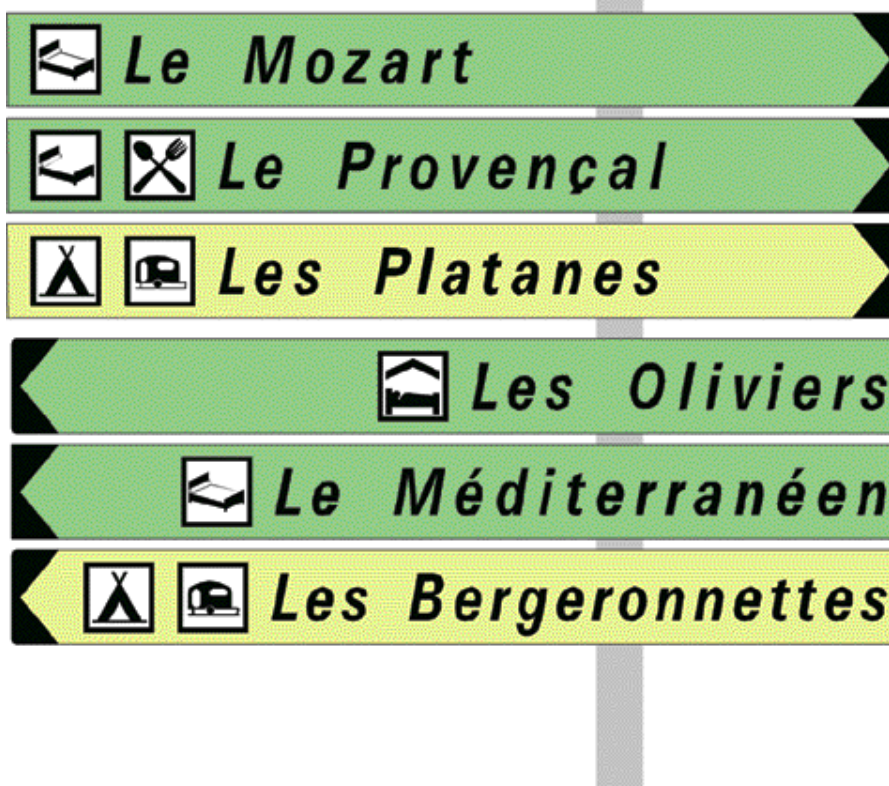 Le Mozart
Le Provençal
Les Platanes
Les Oliviers
Le Méditerranéen
Les Bergeronnettes